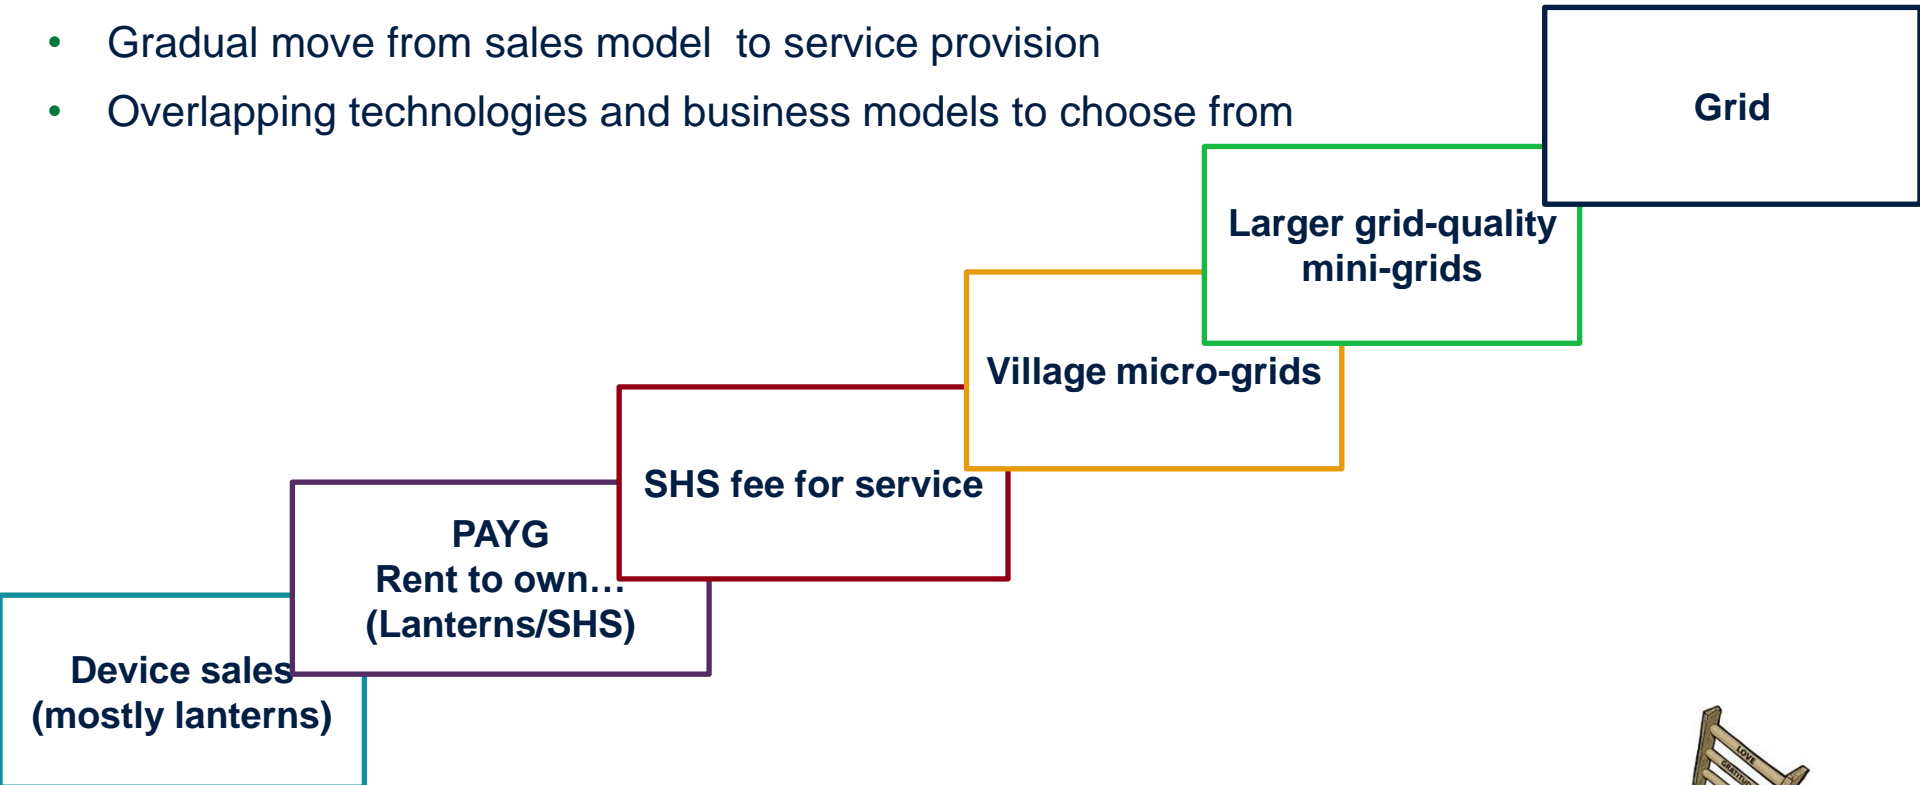 • Gradual move from sales model to service provision
• Overlapping technologies and business models to choose from
Grid
Larger grid-quality
mini-grids
Village micro-grids
SHS fee for service
PAYG
Rent to own...
(Lanterns/SHS)
Device sales
(mostly lanterns)
LOVE